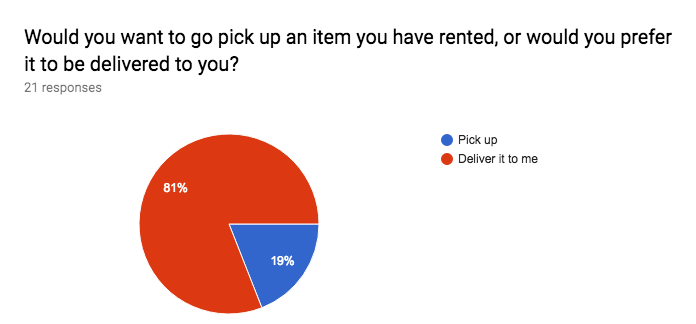 Would you want to go pick up an item you have rented, or would you prefer
it to be delivered to you?
21 responses
Pick up
Deliver it to me
81%
19%